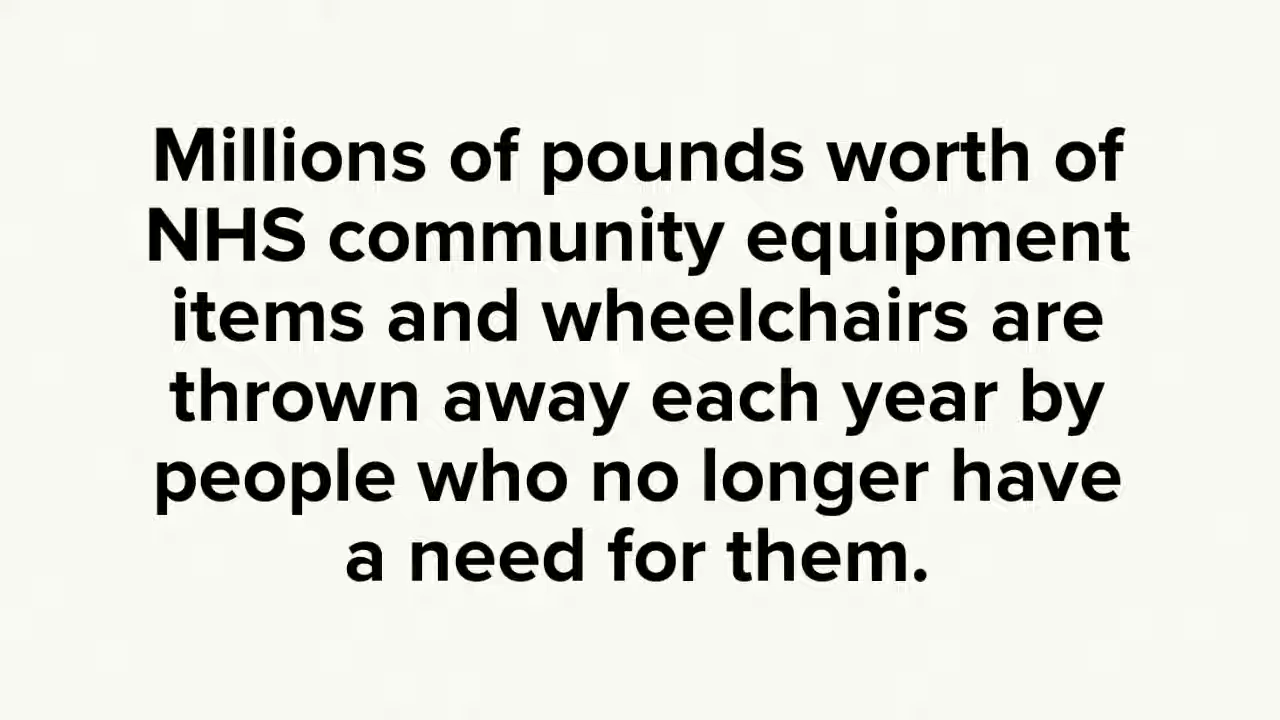 Millions of pounds worth of
NHS community equipment
items and wheelchairs are
thrown away each year by
people who no longer have
a need for them.